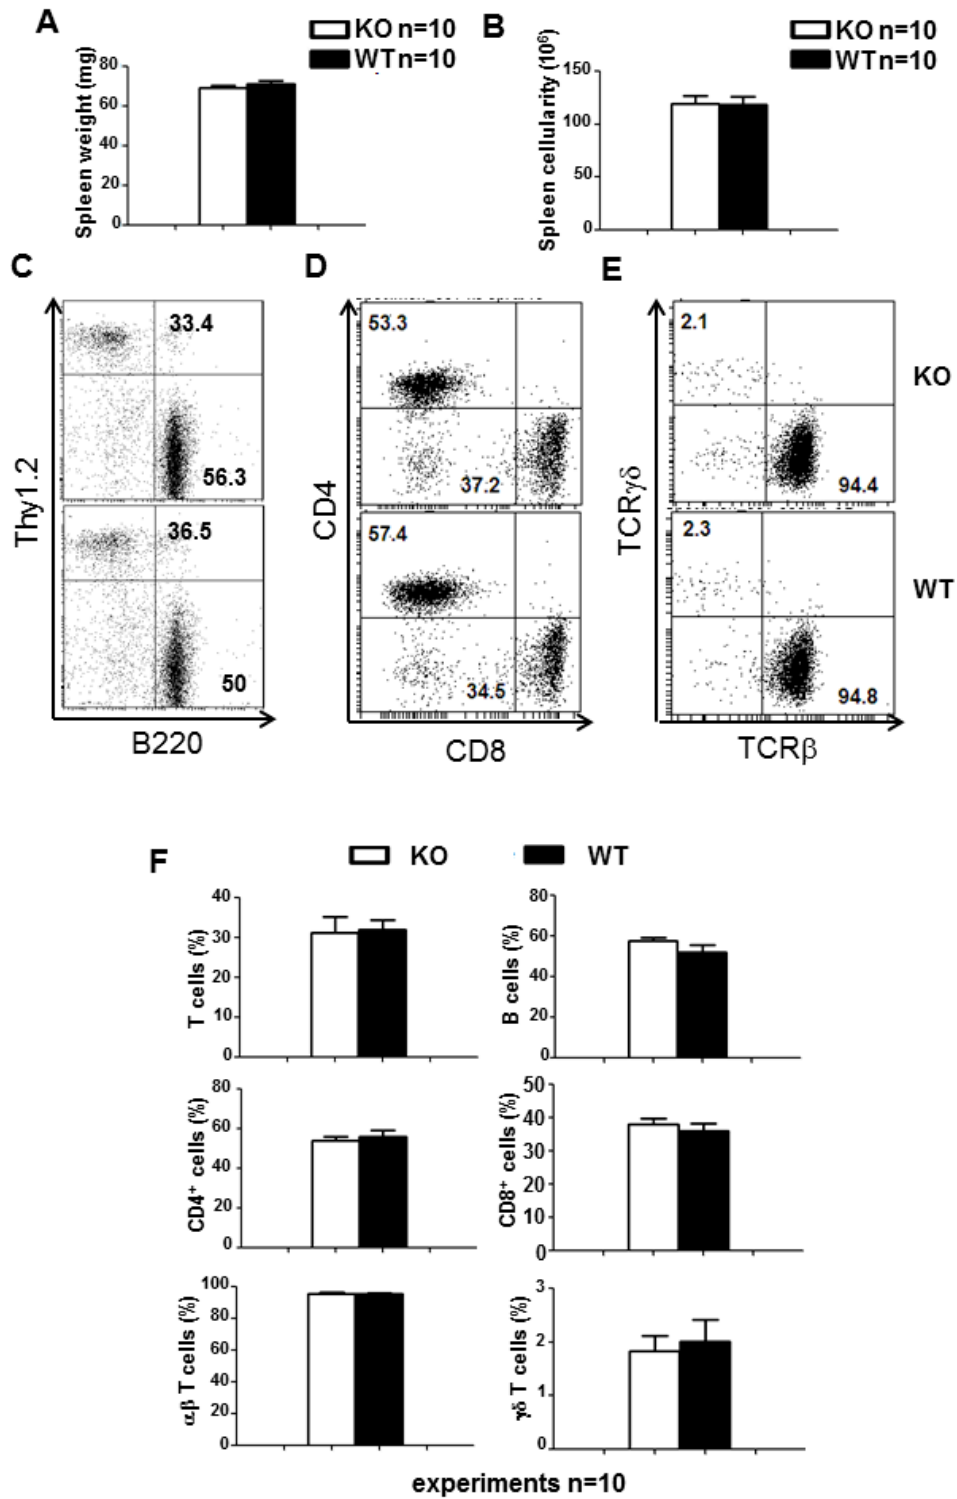 A
KO n=10
WT n=10
Spleen weight (mg)
80
60
40
20
0
B
KO n=10
WT n=10
Spleen cellularity (10⁶)
150
100
50
0
C
Thy1.2
33.4
56.3
36.5
50
B220
D
CD4
53.3
37.2
57.4
34.5
CD8
E
TCRγδ
2.1
94.4
2.3
94.8
TCRβ
KO
WT
F
KO
WT
T cells (%)
40
30
20
10
0
B cells (%)
80
60
40
20
0
CD4⁺ cells (%)
80
60
40
20
0
CD8⁺ cells (%)
50
40
30
20
10
0
αβ T cells (%)
100
80
60
40
20
0
γδ T cells (%)
3
2
1
0
experiments n=10